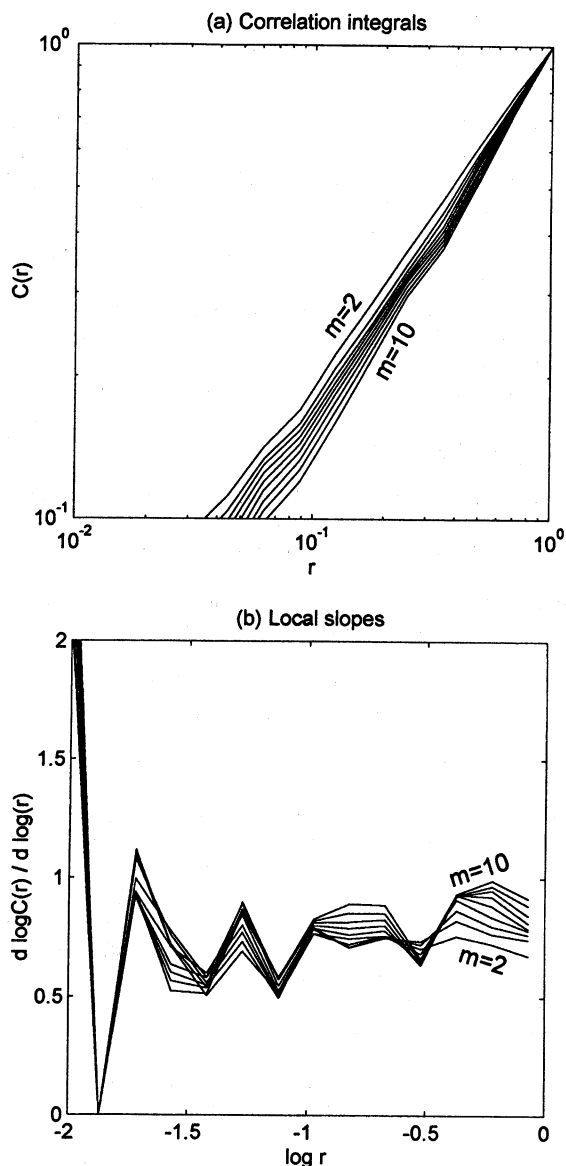 (a) Correlation integrals
10^0
C(r)
m=2
m=10
10^-1
10^-2
10^-1
10^0
r
(b) Local slopes
2
1.5
1
0.5
0
d logC(r) / d log(r)
m=10
m=2
-2
-1.5
-1
-0.5
0
log r